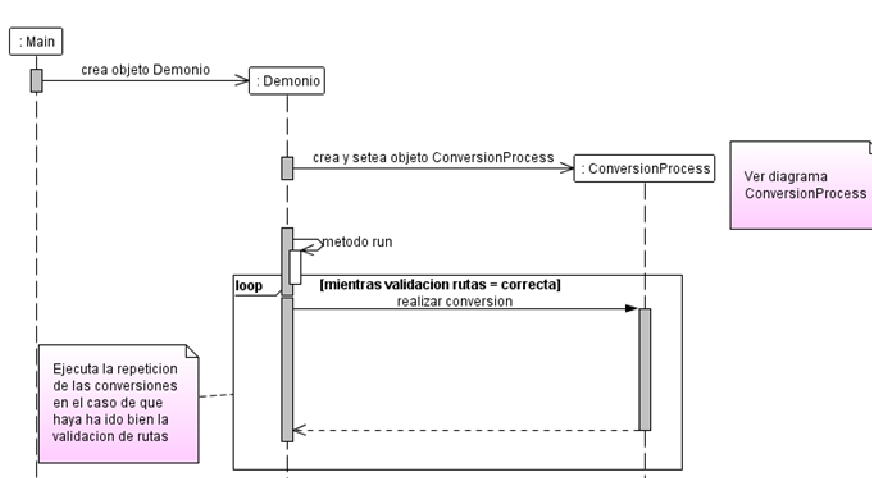 : Main
crea objeto Demonio
: Demonio
crea y setea objeto ConversionProcess
: ConversionProcess
Ver diagrama
ConversionProcess
metodo run
loop
[mientras validacion rutas = correcta]
realizar conversion
Ejecuta la repeticion
de las conversiones
en el caso de que
haya ha ido bien la
validacion de rutas